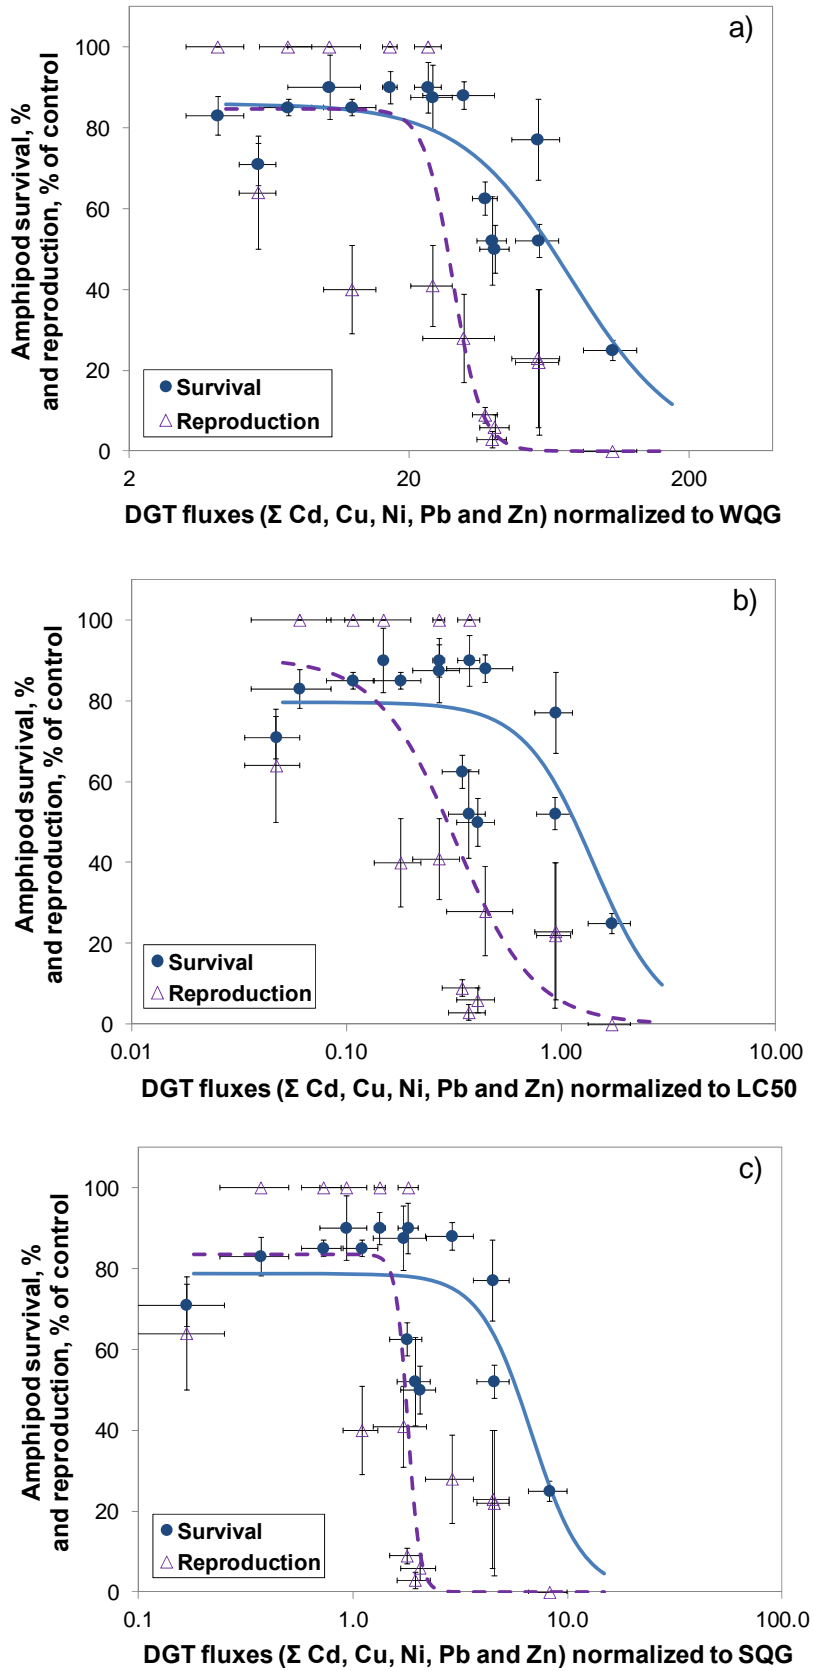 a)
Amphipod survival, %
and reproduction, % of control
120
100
80
60
40
20
0
Survival
Reproduction
2
20
200
DGT fluxes (Σ Cd, Cu, Ni, Pb and Zn) normalized to WQG
b)
Amphipod survival, %
and reproduction, % of control
100
80
60
40
20
0
Survival
Reproduction
0.01
0.10
1.00
10.00
DGT fluxes (Σ Cd, Cu, Ni, Pb and Zn) normalized to LC50
c)
Amphipod survival, %
and reproduction, % of control
100
80
60
40
20
0
Survival
Reproduction
0.1
1.0
10.0
100.0
DGT fluxes (Σ Cd, Cu, Ni, Pb and Zn) normalized to SQG